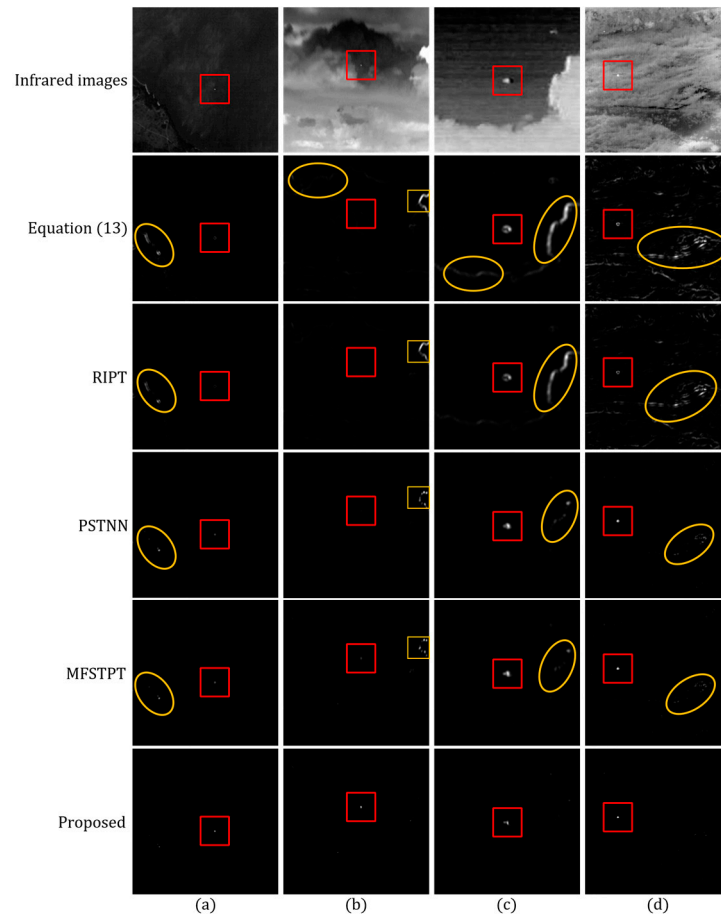 Infrared images
Equation (13)
RIPT
PSTNN
MFSTPT
Proposed
(a) (b) (c) (d)